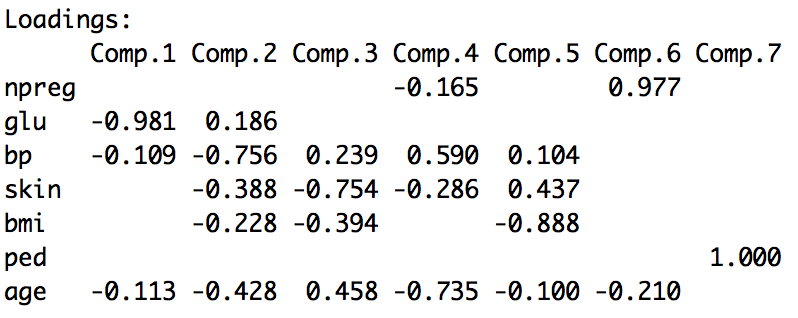 Loadings:
      Comp.1 Comp.2 Comp.3 Comp.4 Comp.5 Comp.6 Comp.7
npreg                      -0.165         0.977
glu   -0.981  0.186
bp    -0.109 -0.756  0.239  0.590  0.104
skin         -0.388 -0.754 -0.286  0.437
bmi          -0.228 -0.394        -0.888
ped                                              1.000
age   -0.113 -0.428  0.458 -0.735 -0.100 -0.210